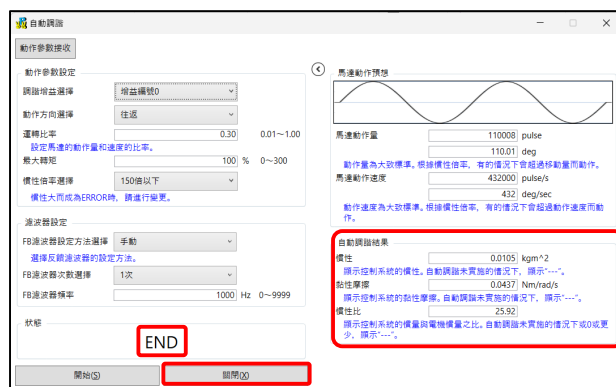 自動調諧
動作參數接收
動作參數設定
調諧增益選擇 增益編號0
動作方向選擇 往返
運轉比率 0.30 0.01～1.00
設定馬達的動作量和速度的比率。
最大轉矩 100 % 0～300
慣性倍率選擇 150倍以下
慣性大而成為ERROR時，請進行變更。
濾波器設定
FB濾波器設定方法選擇 手動
選擇反饋濾波器的設定方法。
FB濾波器次數選擇 1次
FB濾波器頻率 1000 Hz 0～9999
狀態
END
開始(S) 關閉(X)
馬達動作預想
馬達動作量 110008 pulse
110.01 deg
動作量為大致標準。根據慣性倍率，有的情況下會超過移動量而動作。
馬達動作速度 432000 pulse/s
432 deg/sec
動作速度為大致標準。根據慣性倍率，有的情況下會超過動作速度而動
作。
自動調諧結果
慣性 0.0105 kgm^2
顯示控制系統的慣性。自動調諧未實施的情況下，顯示"---"。
黏性摩擦 0.0437 Nm/rad/s
顯示控制系統的黏性摩擦。自動調諧未實施的情況下，顯示"---"。
慣性比 25.92
顯示控制系統的慣量與電機慣量之比。自動調諧未實施的情況下或0或更
少，顯示"---"。